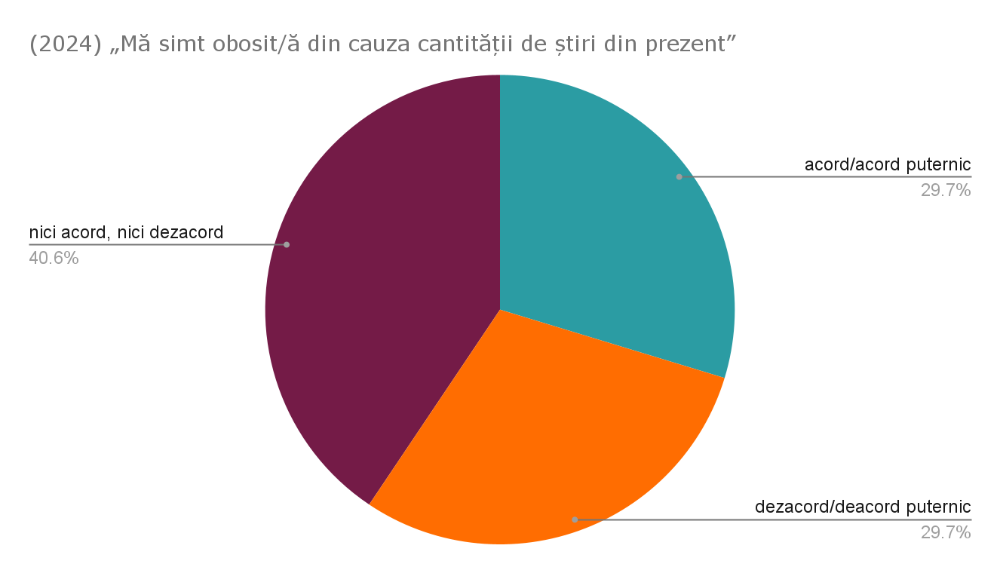 (2024) „Mă simt obosit/ă din cauza cantității de știri din prezent”
acord/acord puternic
29.7%
nici acord, nici dezacord
40.6%
dezacord/deacord puternic
29.7%